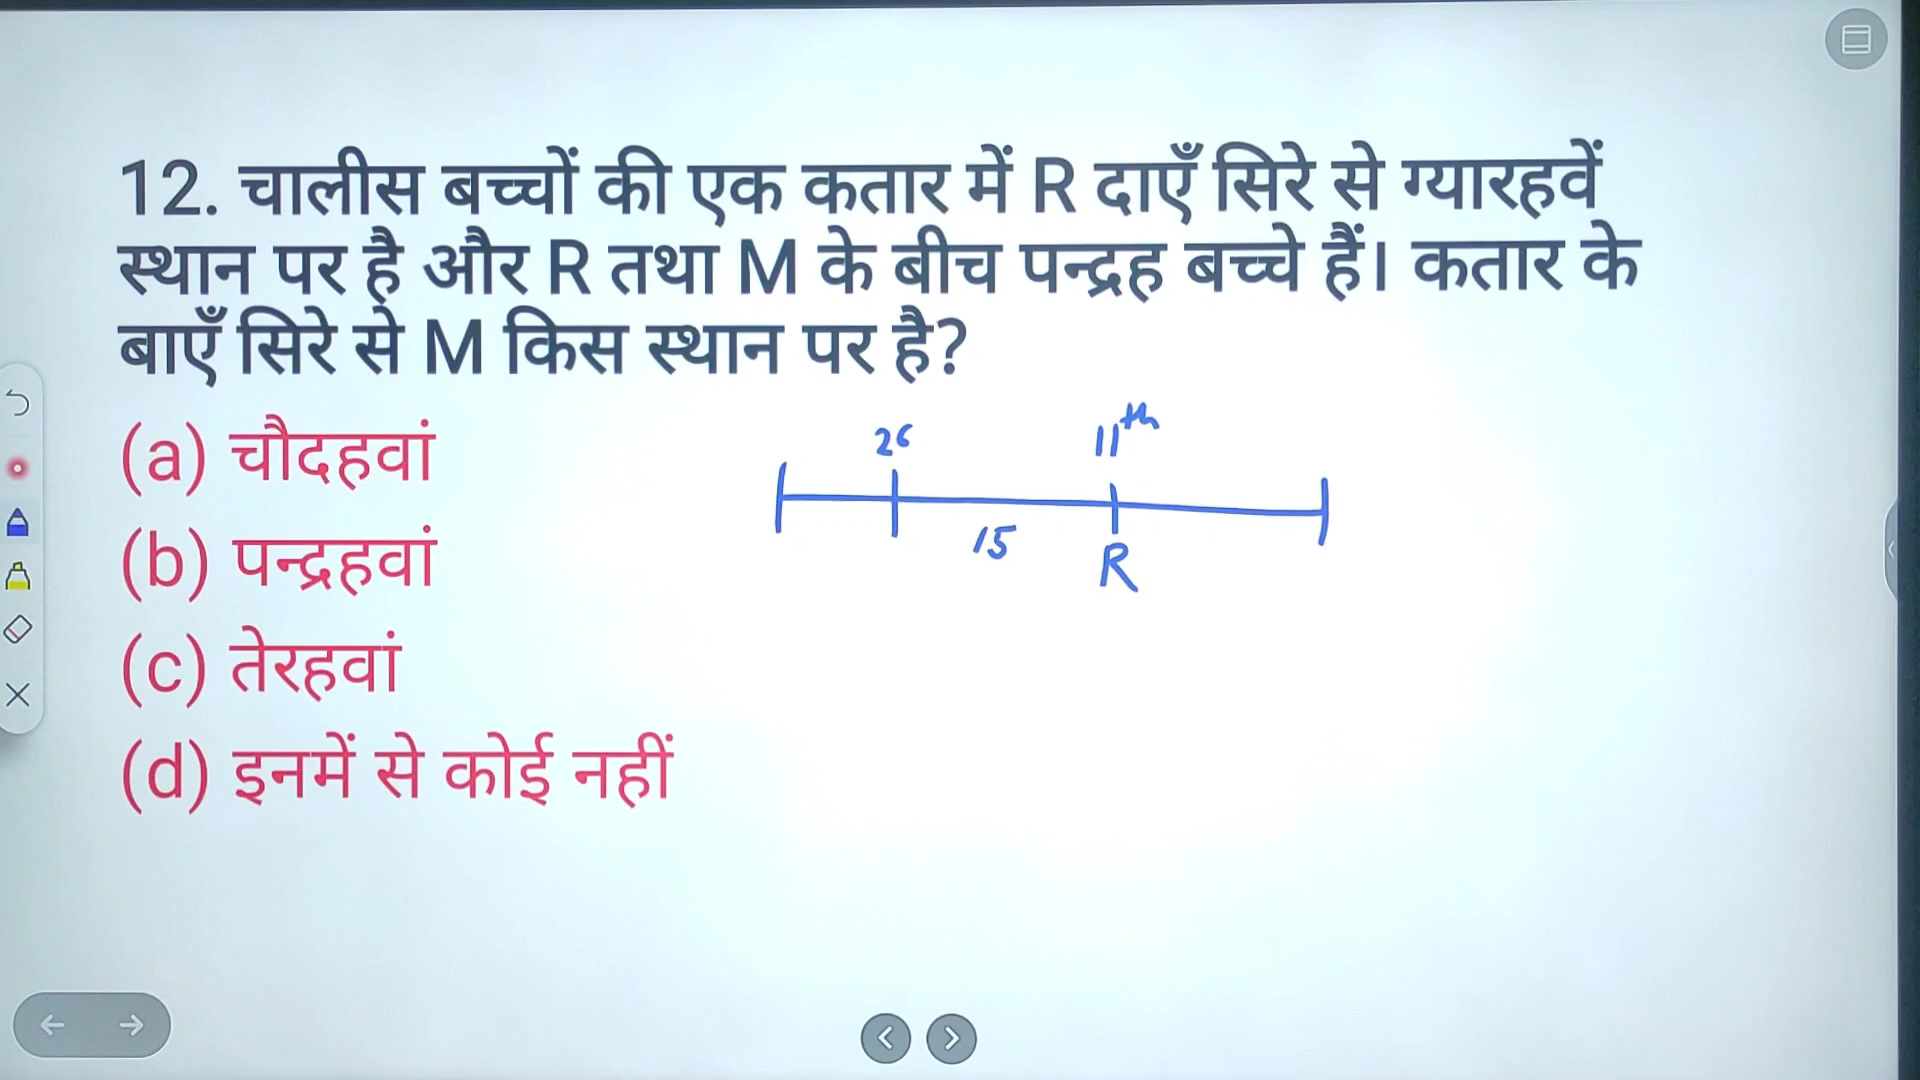 12. चालीस बच्चों की एक कतार में R दाएँ सिरे से ग्यारहवें
स्थान पर है और R तथा M के बीच पन्द्रह बच्चे हैं। कतार के
बाएँ सिरे से M किस स्थान पर है?
(a) चौदहवां
(b) पन्द्रहवां
(c) तेरहवां
(d) इनमें से कोई नहीं
26 11th
15 R